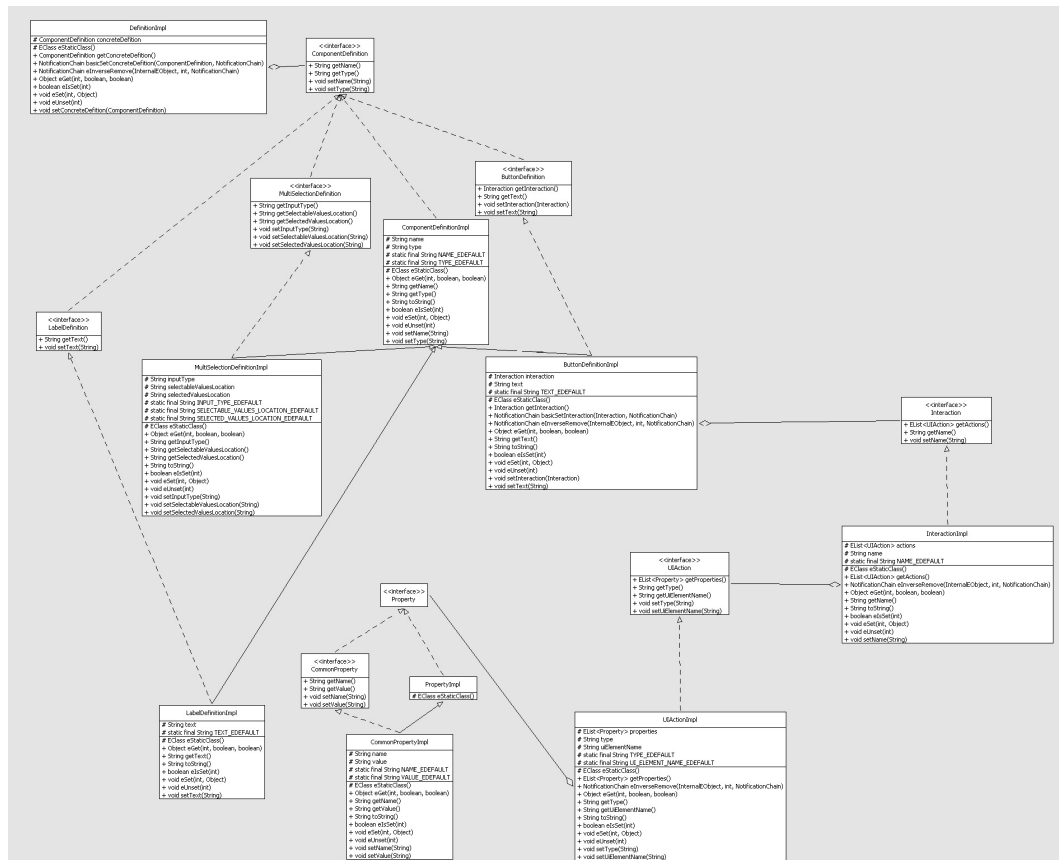 DefinitionImpl
# ComponentDefinition concreteDefition
# EClass eStaticClass()
+ ComponentDefinition getConcreteDefition()
+ NotificationChain basicSetConcreteDefition(ComponentDefinition, NotificationChain)
+ NotificationChain eInverseRemove(InternalEObject, int, NotificationChain)
+ Object eGet(int, boolean, boolean)
+ boolean eIsSet(int)
+ void eSet(int, Object)
+ void eUnset(int)
+ void setConcreteDefition(ComponentDefinition)
<<interface>>
ComponentDefinition
+ String getName()
+ String getType()
+ void setName(String)
+ void setType(String)
<<interface>>
MultiSelectionDefinition
+ String getInputType()
+ String getSelectableValuesLocation()
+ String getSelectedValuesLocation()
+ void setInputType(String)
+ void setSelectableValuesLocation(String)
+ void setSelectedValuesLocation(String)
<<interface>>
ButtonDefinition
+ Interaction getInteraction()
+ String getText()
+ void setInteraction(Interaction)
+ void setText(String)
ComponentDefinitionImpl
# String name
# String type
# static final String NAME_EDEFAULT
# static final String TYPE_EDEFAULT
# EClass eStaticClass()
+ Object eGet(int, boolean, boolean)
+ String getName()
+ String getType()
+ String toString()
+ boolean eIsSet(int)
+ void eSet(int, Object)
+ void eUnset(int)
+ void setName(String)
+ void setType(String)
<<interface>>
LabelDefinition
+ String getText()
+ void setText(String)
MultiSelectionDefinitionImpl
# String inputType
# String selectableValuesLocation
# String selectedValuesLocation
# static final String INPUT_TYPE_EDEFAULT
# static final String SELECTABLE_VALUES_LOCATION_EDEFAULT
# static final String SELECTED_VALUES_LOCATION_EDEFAULT
# EClass eStaticClass()
+ Object eGet(int, boolean, boolean)
+ String getInputType()
+ String getSelectableValuesLocation()
+ String getSelectedValuesLocation()
+ String toString()
+ boolean eIsSet(int)
+ void eSet(int, Object)
+ void eUnset(int)
+ void setInputType(String)
+ void setSelectableValuesLocation(String)
+ void setSelectedValuesLocation(String)
ButtonDefinitionImpl
# Interaction interaction
# String text
# static final String TEXT_EDEFAULT
# EClass eStaticClass()
+ Interaction getInteraction()
+ NotificationChain basicSetInteraction(Interaction, NotificationChain)
+ NotificationChain eInverseRemove(InternalEObject, int, NotificationChain)
+ Object eGet(int, boolean, boolean)
+ String getText()
+ String toString()
+ boolean eIsSet(int)
+ void eSet(int, Object)
+ void eUnset(int)
+ void setInteraction(Interaction)
+ void setText(String)
<<interface>>
Interaction
+ EList<UIAction> getActions()
+ String getName()
+ void setName(String)
InteractionImpl
# EList<UIAction> actions
# String name
# static final String NAME_EDEFAULT
# EClass eStaticClass()
+ EList<UIAction> getActions()
+ NotificationChain eInverseRemove(InternalEObject, int, NotificationChain)
+ Object eGet(int, boolean, boolean)
+ String getName()
+ String toString()
+ boolean eIsSet(int)
+ void eSet(int, Object)
+ void eUnset(int)
+ void setName(String)
<<interface>>
UIAction
+ EList<Property> getProperties()
+ String getType()
+ String getUiElementName()
+ void setType(String)
+ void setUiElementName(String)
<<interface>>
Property
<<interface>>
CommonProperty
+ String getName()
+ String getValue()
+ void setName(String)
+ void setValue(String)
PropertyImpl
# EClass eStaticClass()
LabelDefinitionImpl
# String text
# static final String TEXT_EDEFAULT
# EClass eStaticClass()
+ Object eGet(int, boolean, boolean)
+ String getText()
+ String toString()
+ boolean eIsSet(int)
+ void eSet(int, Object)
+ void eUnset(int)
+ void setText(String)
CommonPropertyImpl
# String name
# String value
# static final String NAME_EDEFAULT
# static final String VALUE_EDEFAULT
# EClass eStaticClass()
+ Object eGet(int, boolean, boolean)
+ String getName()
+ String getValue()
+ String toString()
+ boolean eIsSet(int)
+ void eSet(int, Object)
+ void eUnset(int)
+ void setName(String)
+ void setValue(String)
UIActionImpl
# EList<Property> properties
# String type
# String uiElementName
# static final String TYPE_EDEFAULT
# static final String UI_ELEMENT_NAME_EDEFAULT
# EClass eStaticClass()
+ EList<Property> getProperties()
+ NotificationChain eInverseRemove(InternalEObject, int, NotificationChain)
+ Object eGet(int, boolean, boolean)
+ String getType()
+ String getUiElementName()
+ String toString()
+ boolean eIsSet(int)
+ void eSet(int, Object)
+ void eUnset(int)
+ void setType(String)
+ void setUiElementName(String)